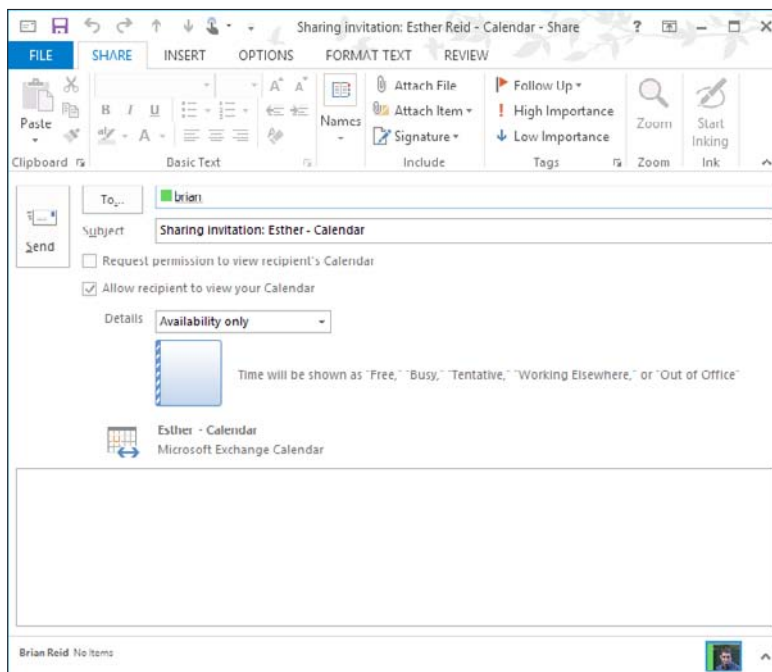 Sharing invitation: Esther Reid - Calendar - Share ?
FILE SHARE INSERT OPTIONS FORMAT TEXT REVIEW
Paste
B I U
A A A
Names
Attach File
Attach Item
Signature
Follow Up
High Importance
Low Importance
Zoom
Start
Inking
Clipboard Basic Text Include Tags Zoom Ink
To... brian
Send
Subject Sharing invitation: Esther - Calendar
Request permission to view recipient's Calendar
Allow recipient to view your Calendar
Details Availability only
Time will be shown as "Free," "Busy," "Tentative," "Working Elsewhere," or "Out of Office"
Esther - Calendar
Microsoft Exchange Calendar
Brian Reid No Items